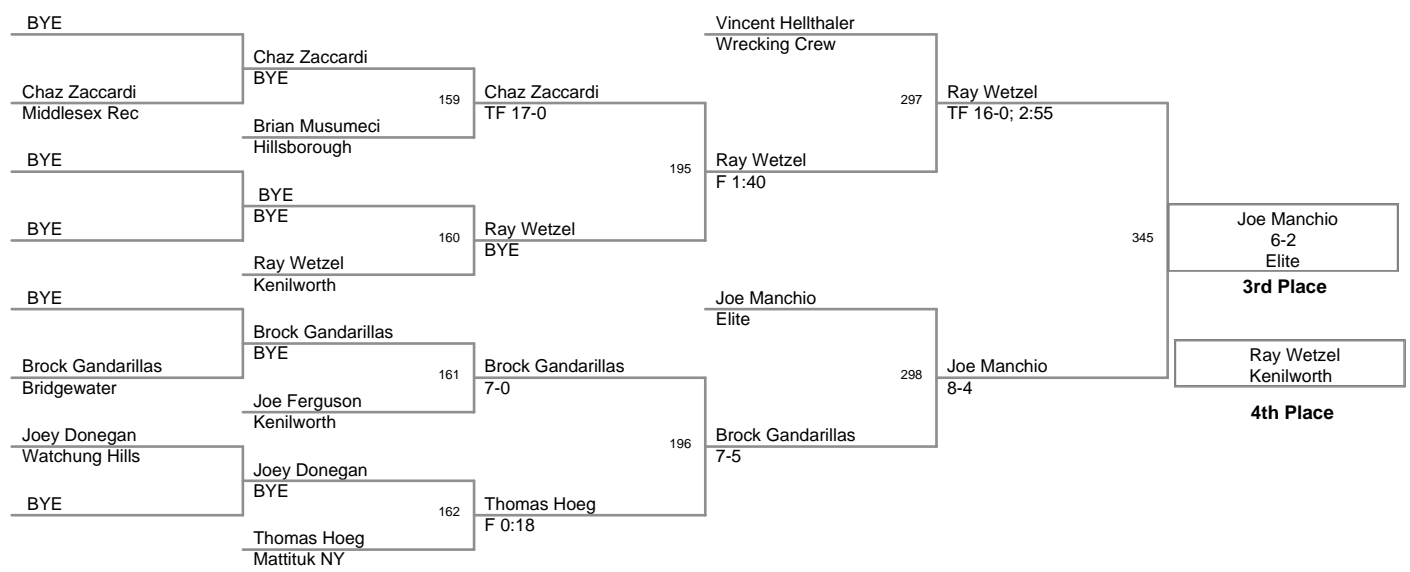 BYE
Chaz Zaccardi
Middlesex Rec
BYE
BYE
BYE
Brock Gandarillas
Bridgewater
Joey Donegan
Watchung Hills
BYE
Chaz Zaccardi
BYE
159
Brian Musumeci
Hillsborough
BYE
BYE
160
Ray Wetzel
Kenilworth
Brock Gandarillas
BYE
161
Joe Ferguson
Kenilworth
Joey Donegan
BYE
162
Thomas Hoeg
Mattituk NY
Chaz Zaccardi
TF 17-0
195
Ray Wetzel
BYE
Brock Gandarillas
7-0
196
Thomas Hoeg
F 0:18
Vincent Hellthaler
Wrecking Crew
297
Ray Wetzel
F 1:40
Joe Manchio
Elite
298
Brock Gandarillas
7-5
Ray Wetzel
TF 16-0; 2:55
345
Joe Manchio
8-4
Joe Manchio
6-2
Elite
3rd Place
Ray Wetzel
Kenilworth
4th Place